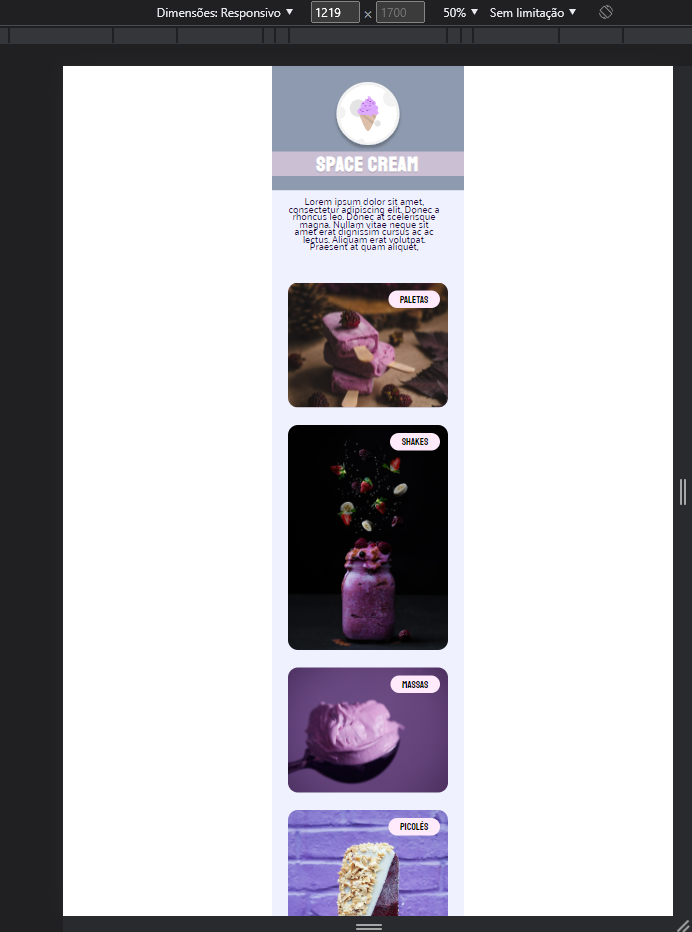 Dimensões: Responsivo ▼ 1219 × 1700 50% ▼ Sem limitação ▼
SPACE CREAM
Lorem ipsum dolor sit amet,
consectetur adipiscing elit. Donec a
rhoncus leo. Donec at scelerisque
magna. Nullam vitae neque sit
amet erat dignissim cursus ac ac
lectus. Aliquam erat volutpat.
Praesent at quam aliquet,
PALETAS
SHAKES
MASSAS
PICOLÉS